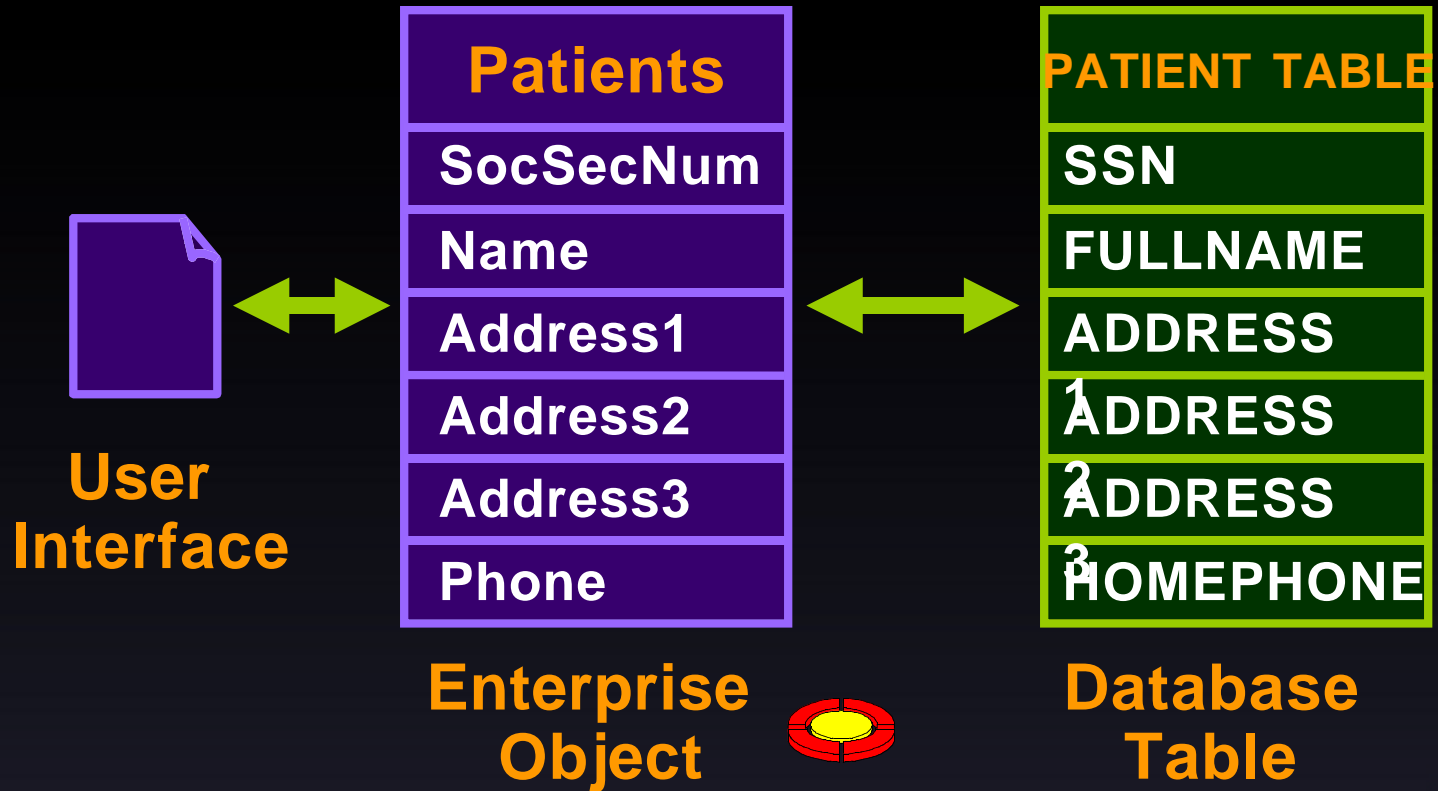 Patients
SocSecNum
Name
Address1
Address2
Address3
Phone
PATIENT TABLE
SSN
FULLNAME
ADDRESS
1
ADDRESS
2
ADDRESS
3
HOMEPHONE
User
Interface
Enterprise
Object
Database
Table